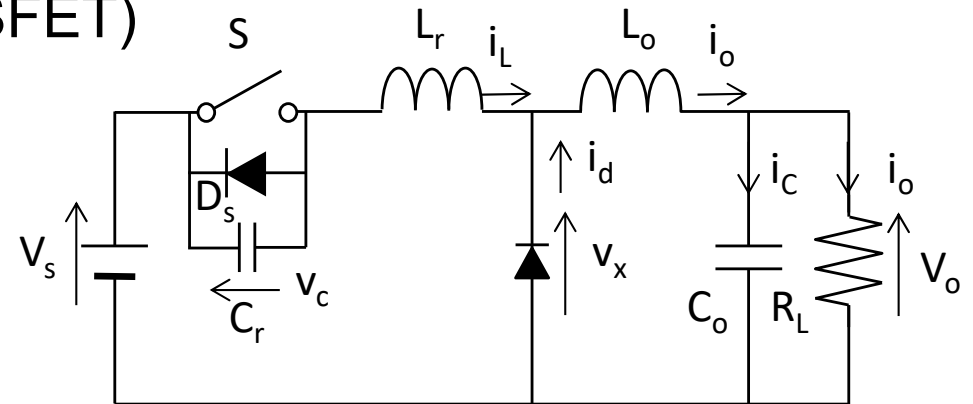 SFET)
S
L_r
i_L
L_o
i_o
D_s
i_d
i_C
i_o
V_s
v_c
v_x
V_o
C_r
C_o
R_L